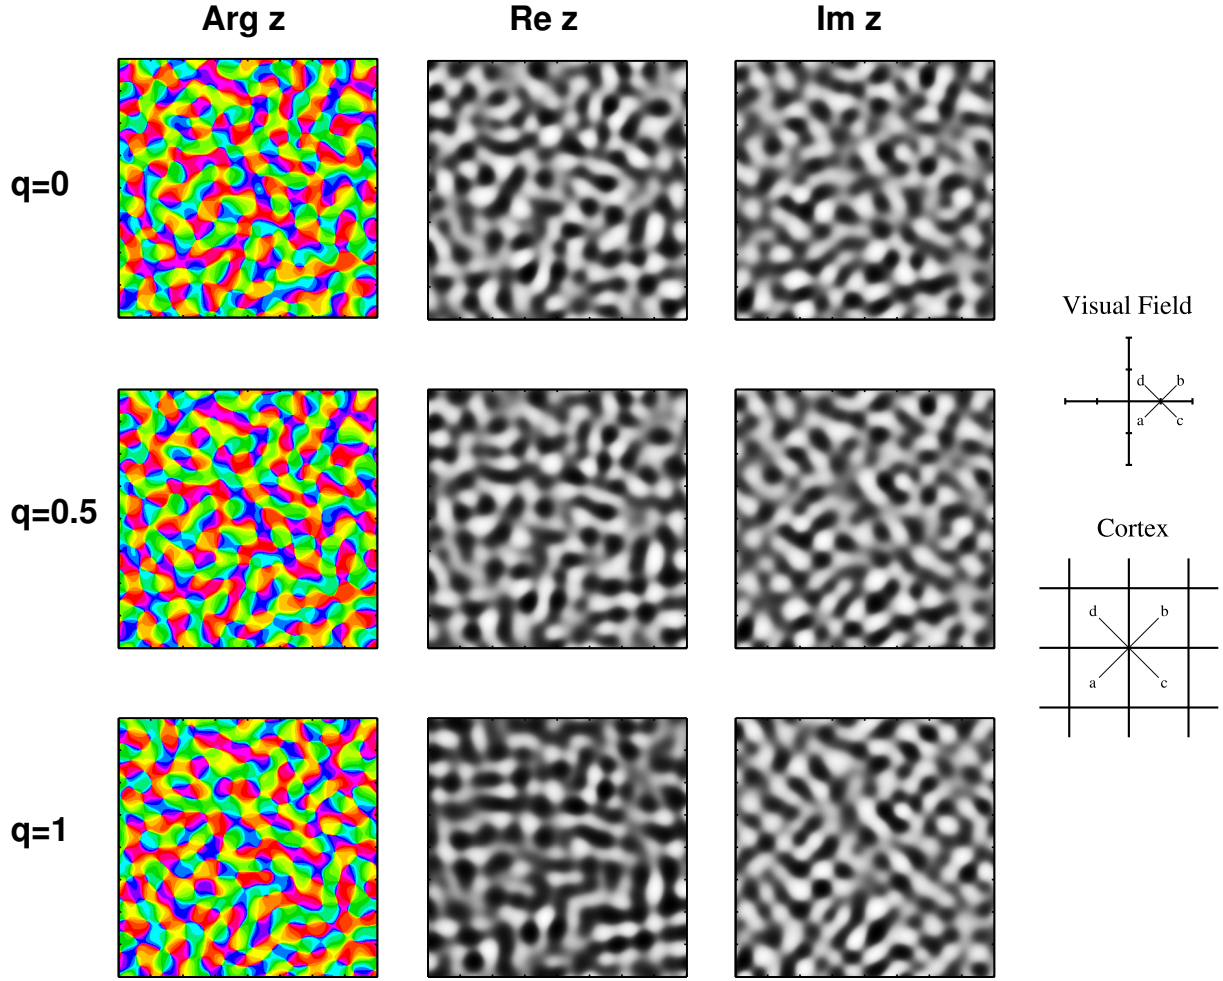 Arg z Re z Im z
q=0
Visual Field
d b
a c
q=0.5
Cortex
d b
a c
q=1